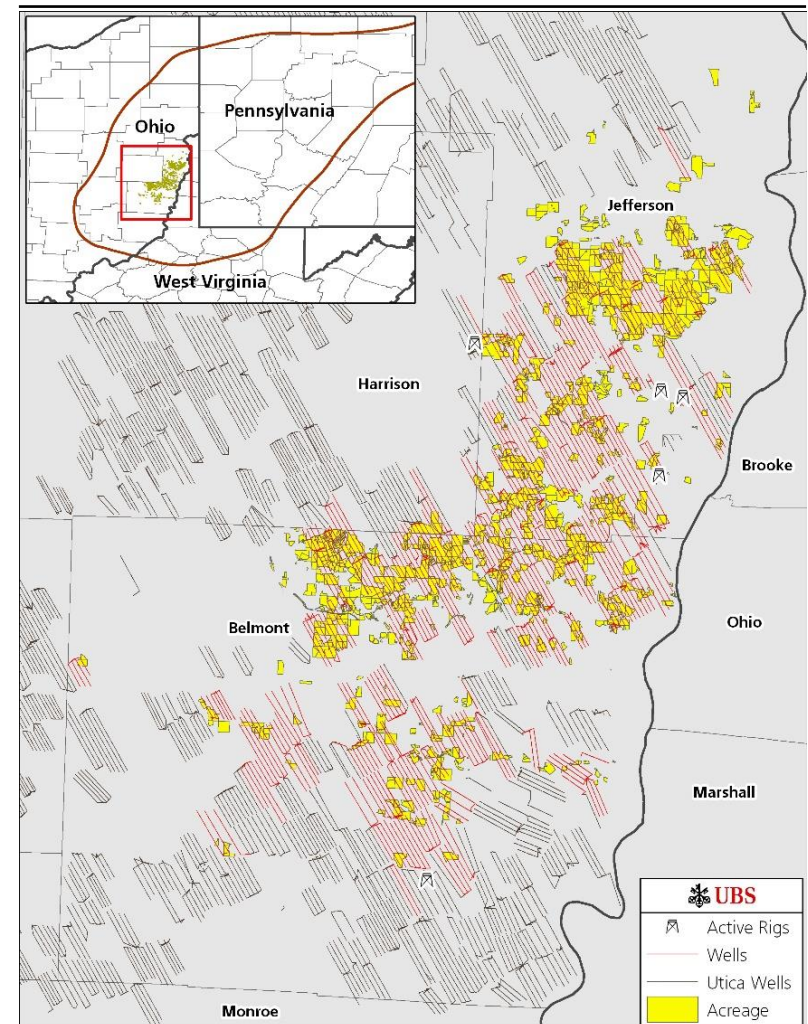 Pennsylvania
Ohio
West Virginia
Jefferson
Harrison
Brooke
Belmont
Ohio
Marshall
Monroe
UBS
Active Rigs
Wells
Utica Wells
Acreage